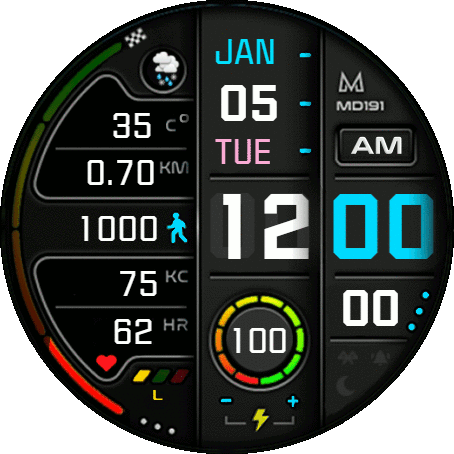 35 C°
0.70 KM
1000
75 KC
62 HR
L
JAN -
05 -
TUE -
12
100
- +
MD191
AM
00
00